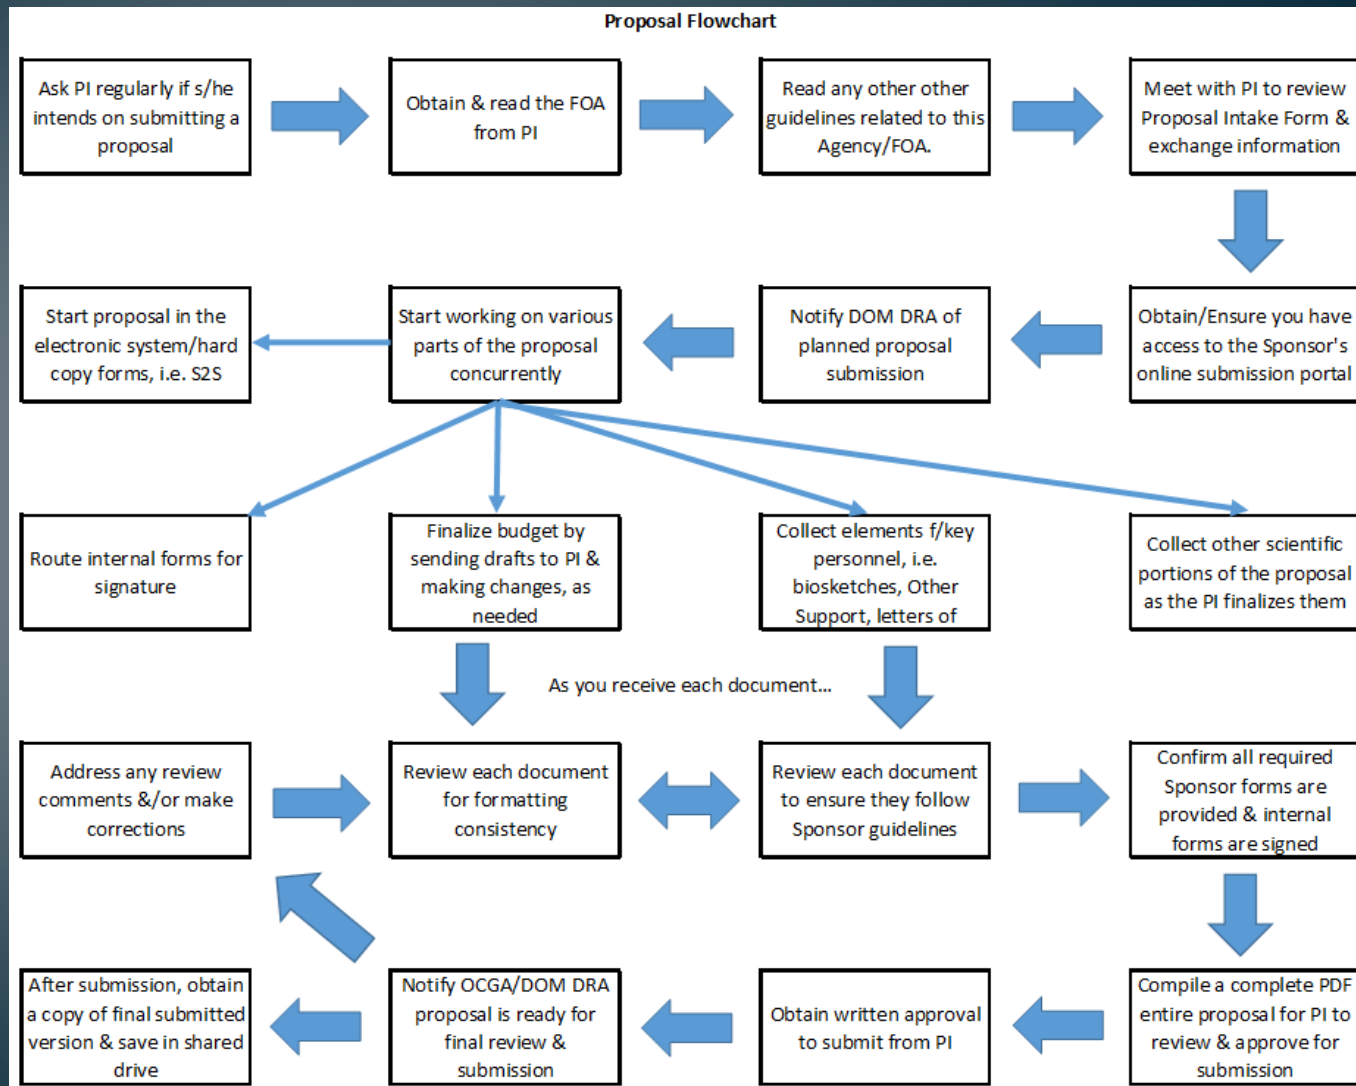 Proposal Flowchart
Ask PI regularly if s/he
intends on submitting a
proposal
Obtain & read the FOA
from PI
Read any other other
guidelines related to this
Agency/FOA.
Meet with PI to review
Proposal Intake Form &
exchange information
Start proposal in the
electronic system/hard
copy forms, i.e. S2S
Start working on various
parts of the proposal
concurrently
Notify DOM DRA of
planned proposal
submission
Obtain/Ensure you have
access to the Sponsor's
online submission portal
Route internal forms for
signature
Finalize budget by
sending drafts to PI &
making changes, as
needed
Collect elements f/key
personnel, i.e.
biosketches, Other
Support, letters of
Collect other scientific
portions of the proposal
as the PI finalizes them
As you receive each document...
Address any review
comments &/or make
corrections
Review each document
for formatting
consistency
Review each document
to ensure they follow
Sponsor guidelines
Confirm all required
Sponsor forms are
provided & internal
forms are signed
After submission, obtain
a copy of final submitted
version & save in shared
drive
Notify OCGA/DOM DRA
proposal is ready for
final review &
submission
Obtain written approval
to submit from PI
Compile a complete PDF
entire proposal for PI to
review & approve for
submission